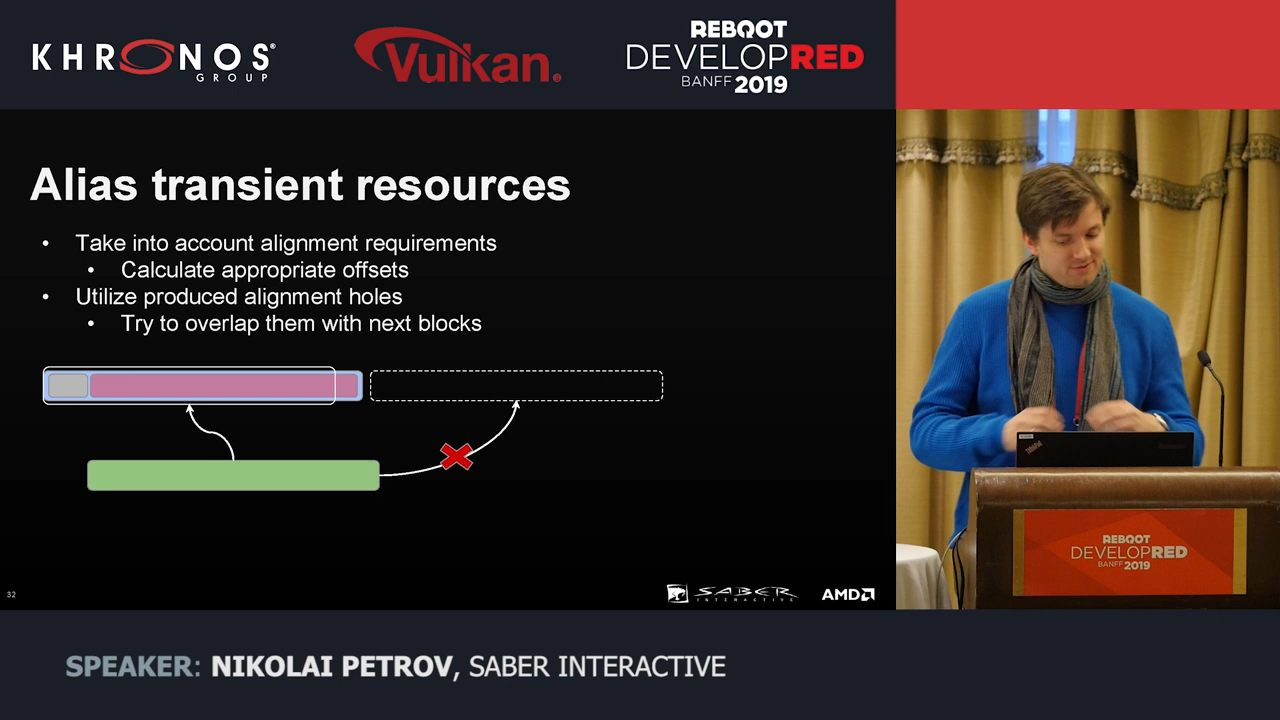 KHRONOS®
GROUP
Vulkan®
REBOOT
DEVELOPRED
BANFF 2019
Alias transient resources
• Take into account alignment requirements
• Calculate appropriate offsets
• Utilize produced alignment holes
• Try to overlap them with next blocks
32
SABER
INTERACTIVE
AMD
ThinkPad
REBOOT
DEVELOPRED
BANFF 2019
SPEAKER: NIKOLAI PETROV, SABER INTERACTIVE